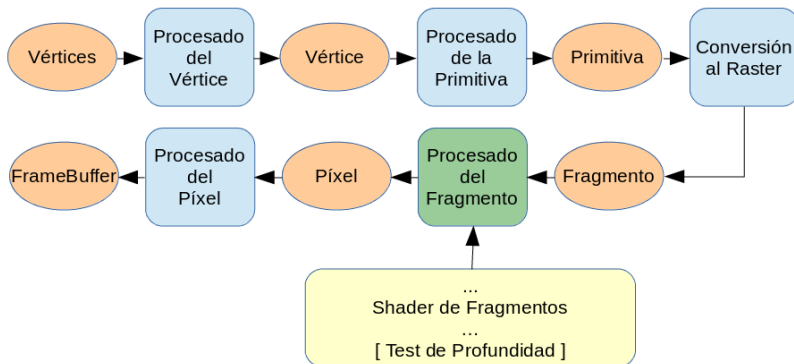 Vértices
Procesado
del
Vértice
Vértice
Procesado
de la
Primitiva
Primitiva
Conversión
al Raster
FrameBuffer
Procesado
del
Píxel
Píxel
Procesado
del
Fragmento
Fragmento
...
Shader de Fragmentos
...
[ Test de Profundidad ]